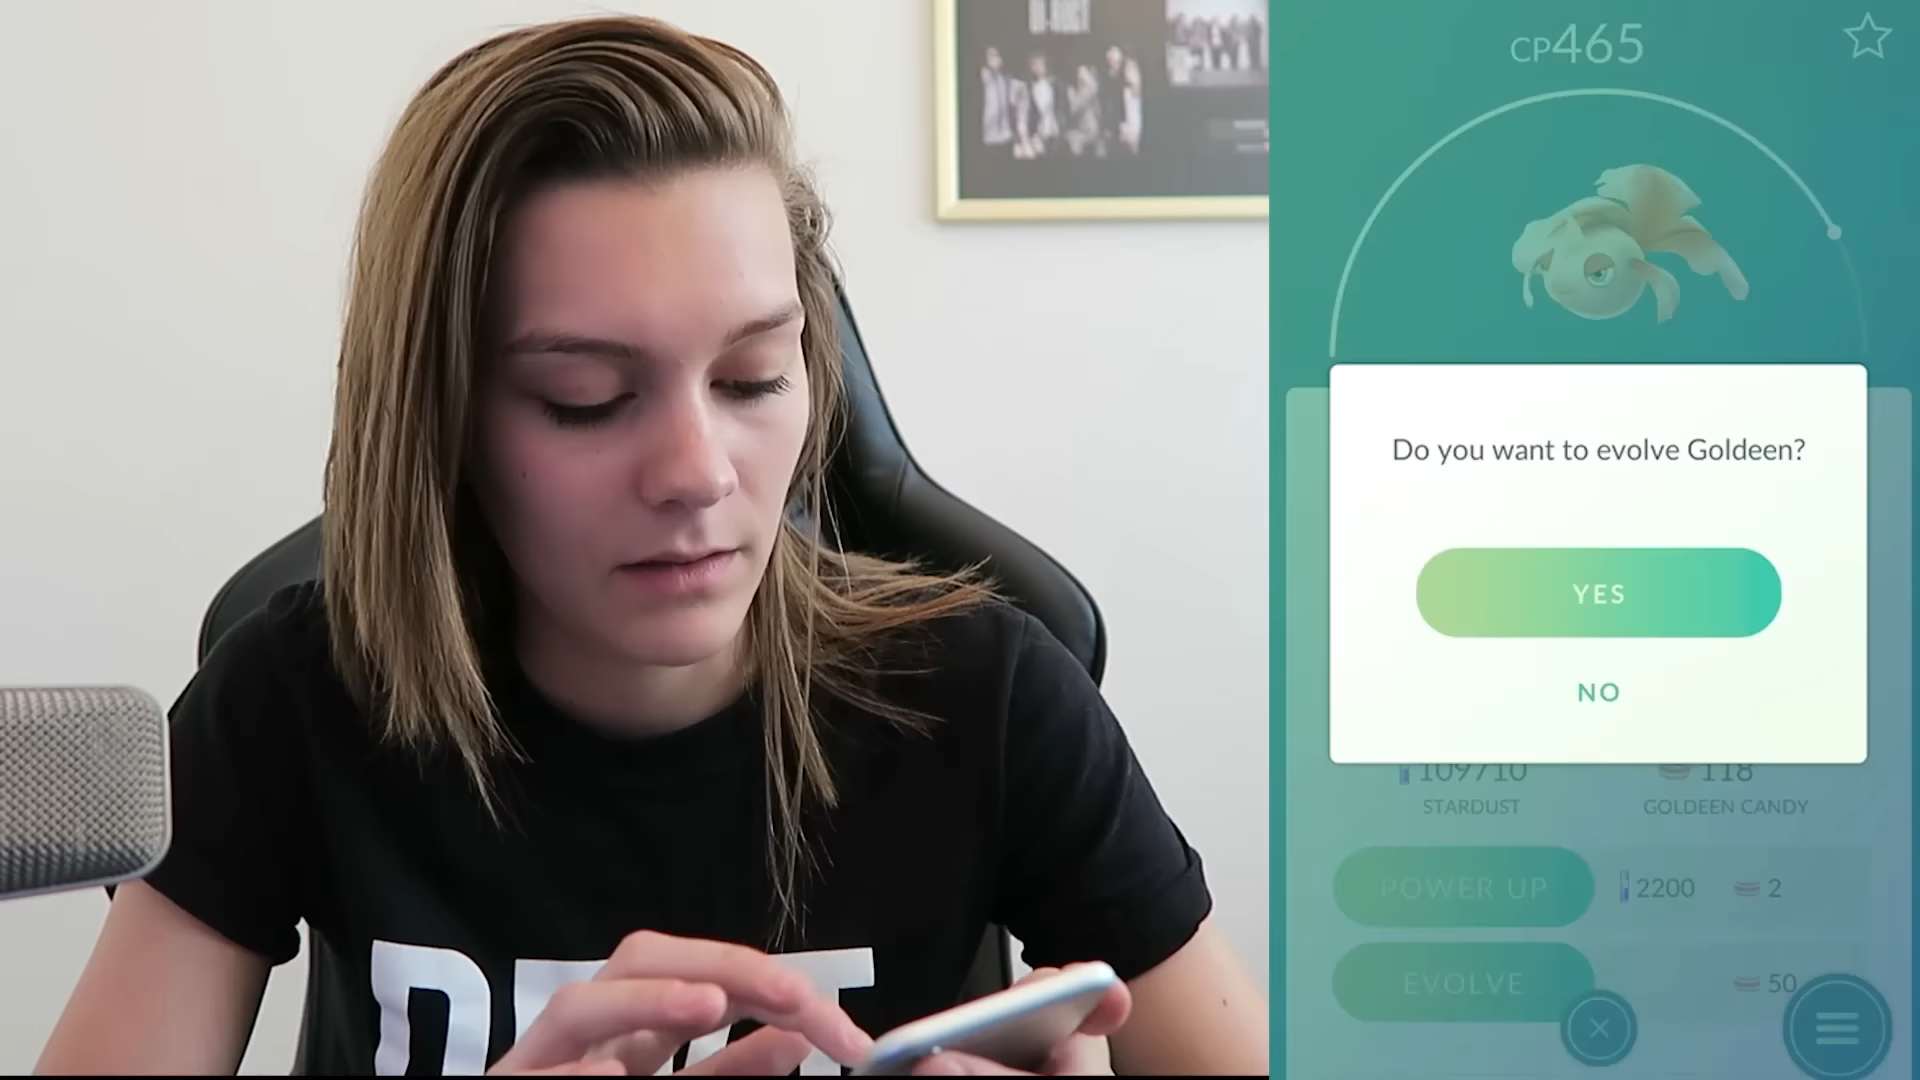 CP465
Do you want to evolve Goldeen?
YES
NO
109710
118
STARDUST
GOLDEEN CANDY
POWER UP
2200
2
EVOLVE
50